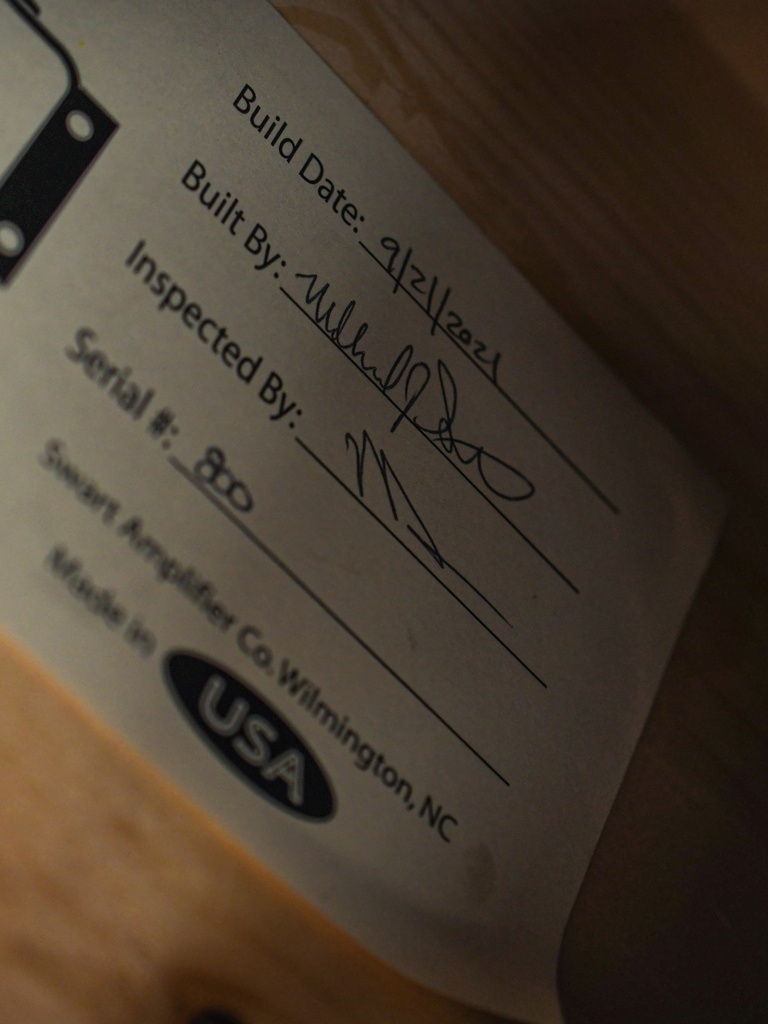 Build Date: 9/21/2021
Built By:
Inspected By:
Serial #: 800
Swart Amplifier Co. Wilmington, NC
Made in USA